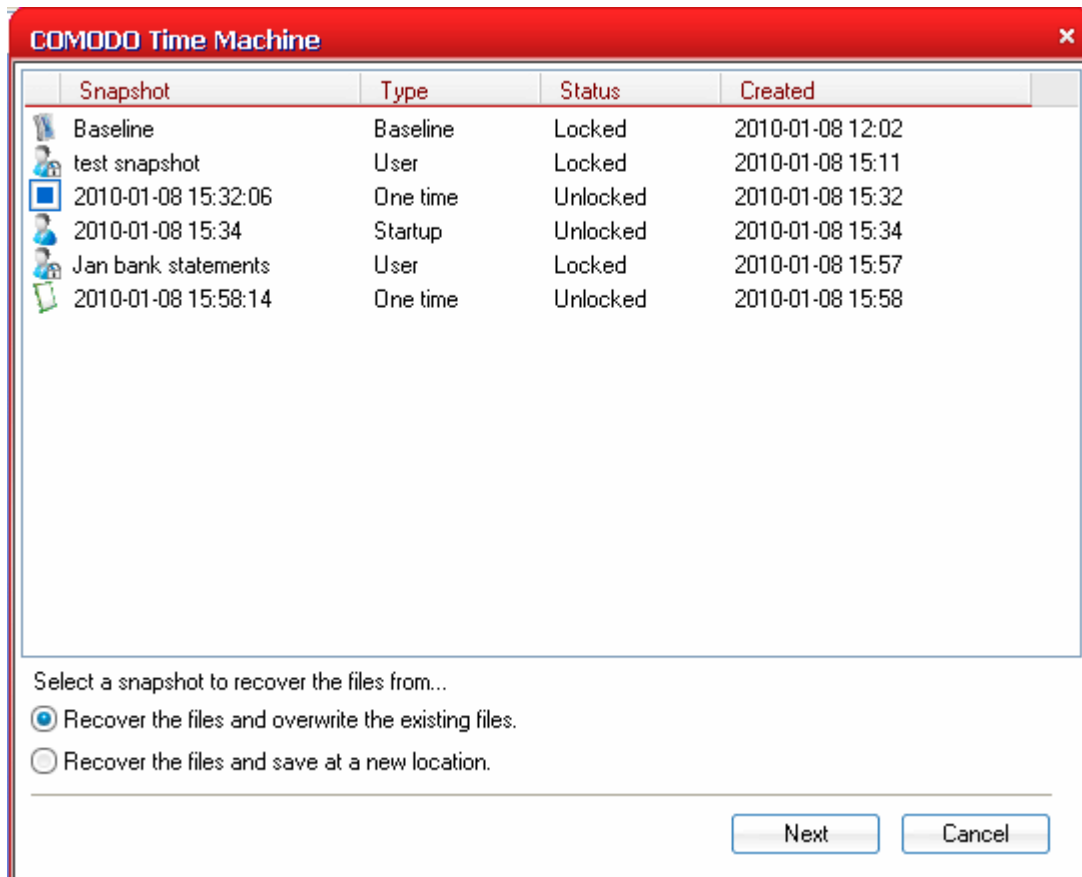 COMODO Time Machine
Snapshot Type Status Created
Baseline Baseline Locked 2010-01-08 12:02
test snapshot User Locked 2010-01-08 15:11
2010-01-08 15:32:06 One time Unlocked 2010-01-08 15:32
2010-01-08 15:34 Startup Unlocked 2010-01-08 15:34
Jan bank statements User Locked 2010-01-08 15:57
2010-01-08 15:58:14 One time Unlocked 2010-01-08 15:58
Select a snapshot to recover the files from...
Recover the files and overwrite the existing files.
Recover the files and save at a new location.
Next Cancel